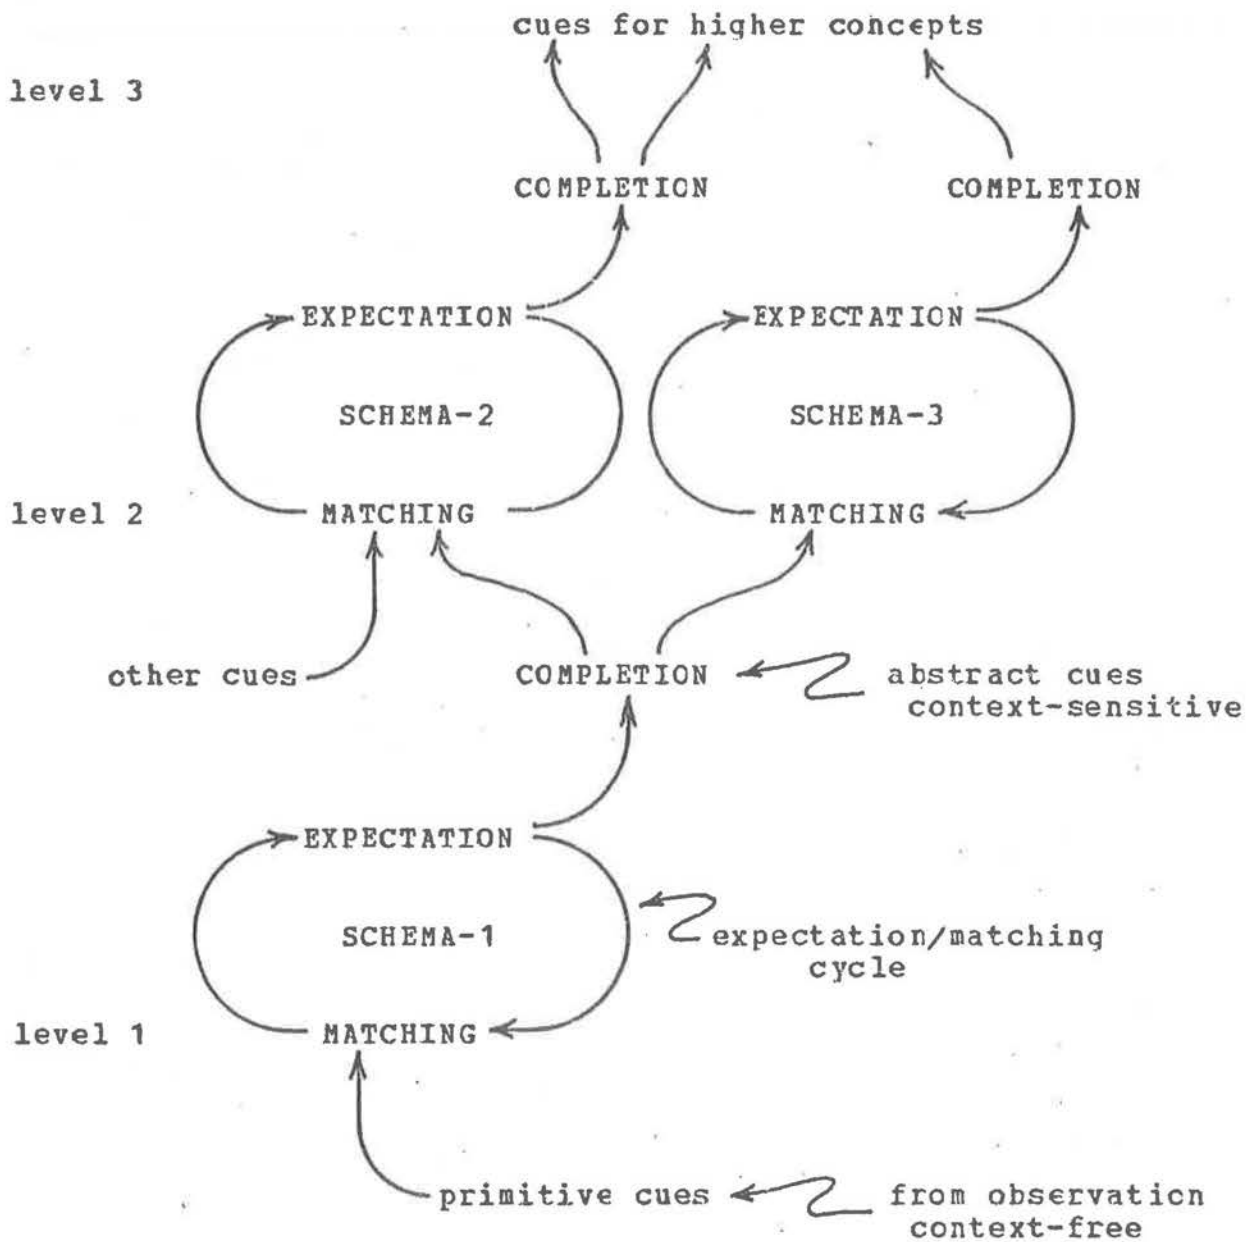 cues for higher concepts
level 3
COMPLETION COMPLETION
EXPECTATION EXPECTATION
SCHEMA-2 SCHEMA-3
level 2 MATCHING MATCHING
other cues COMPLETION abstract cues
context-sensitive
EXPECTATION
SCHEMA-1
expectation/matching
cycle
level 1 MATCHING
primitive cues from observation
context-free